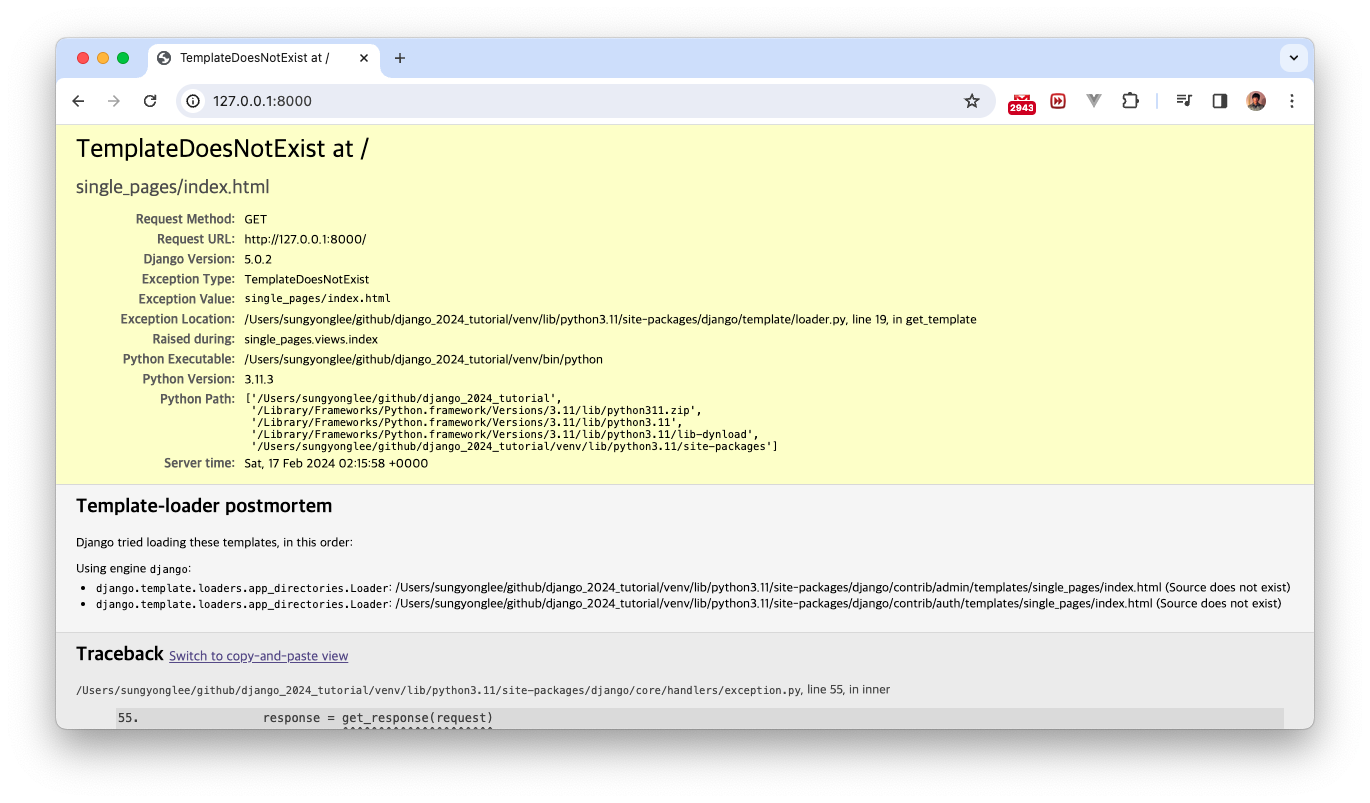 TemplateDoesNotExist at /
127.0.0.1:8000
2943
TemplateDoesNotExist at /
single_pages/index.html
Request Method: GET
Request URL: http://127.0.0.1:8000/
Django Version: 5.0.2
Exception Type: TemplateDoesNotExist
Exception Value: single_pages/index.html
Exception Location: /Users/sungyonglee/github/django_2024_tutorial/venv/lib/python3.11/site-packages/django/template/loader.py, line 19, in get_template
Raised during: single_pages.views.index
Python Executable: /Users/sungyonglee/github/django_2024_tutorial/venv/bin/python
Python Version: 3.11.3
Python Path: ['/Users/sungyonglee/github/django_2024_tutorial',
'/Library/Frameworks/Python.framework/Versions/3.11/lib/python311.zip',
'/Library/Frameworks/Python.framework/Versions/3.11/lib/python3.11',
'/Library/Frameworks/Python.framework/Versions/3.11/lib/python3.11/lib-dynload',
'/Users/sungyonglee/github/django_2024_tutorial/venv/lib/python3.11/site-packages']
Server time: Sat, 17 Feb 2024 02:15:58 +0000
Template-loader postmortem
Django tried loading these templates, in this order:
Using engine django:
• django.template.loaders.app_directories.Loader: /Users/sungyonglee/github/django_2024_tutorial/venv/lib/python3.11/site-packages/django/contrib/admin/templates/single_pages/index.html (Source does not exist)
• django.template.loaders.app_directories.Loader: /Users/sungyonglee/github/django_2024_tutorial/venv/lib/python3.11/site-packages/django/contrib/auth/templates/single_pages/index.html (Source does not exist)
Traceback Switch to copy-and-paste view
/Users/sungyonglee/github/django_2024_tutorial/venv/lib/python3.11/site-packages/django/core/handlers/exception.py, line 55, in inner
55. response = get_response(request)